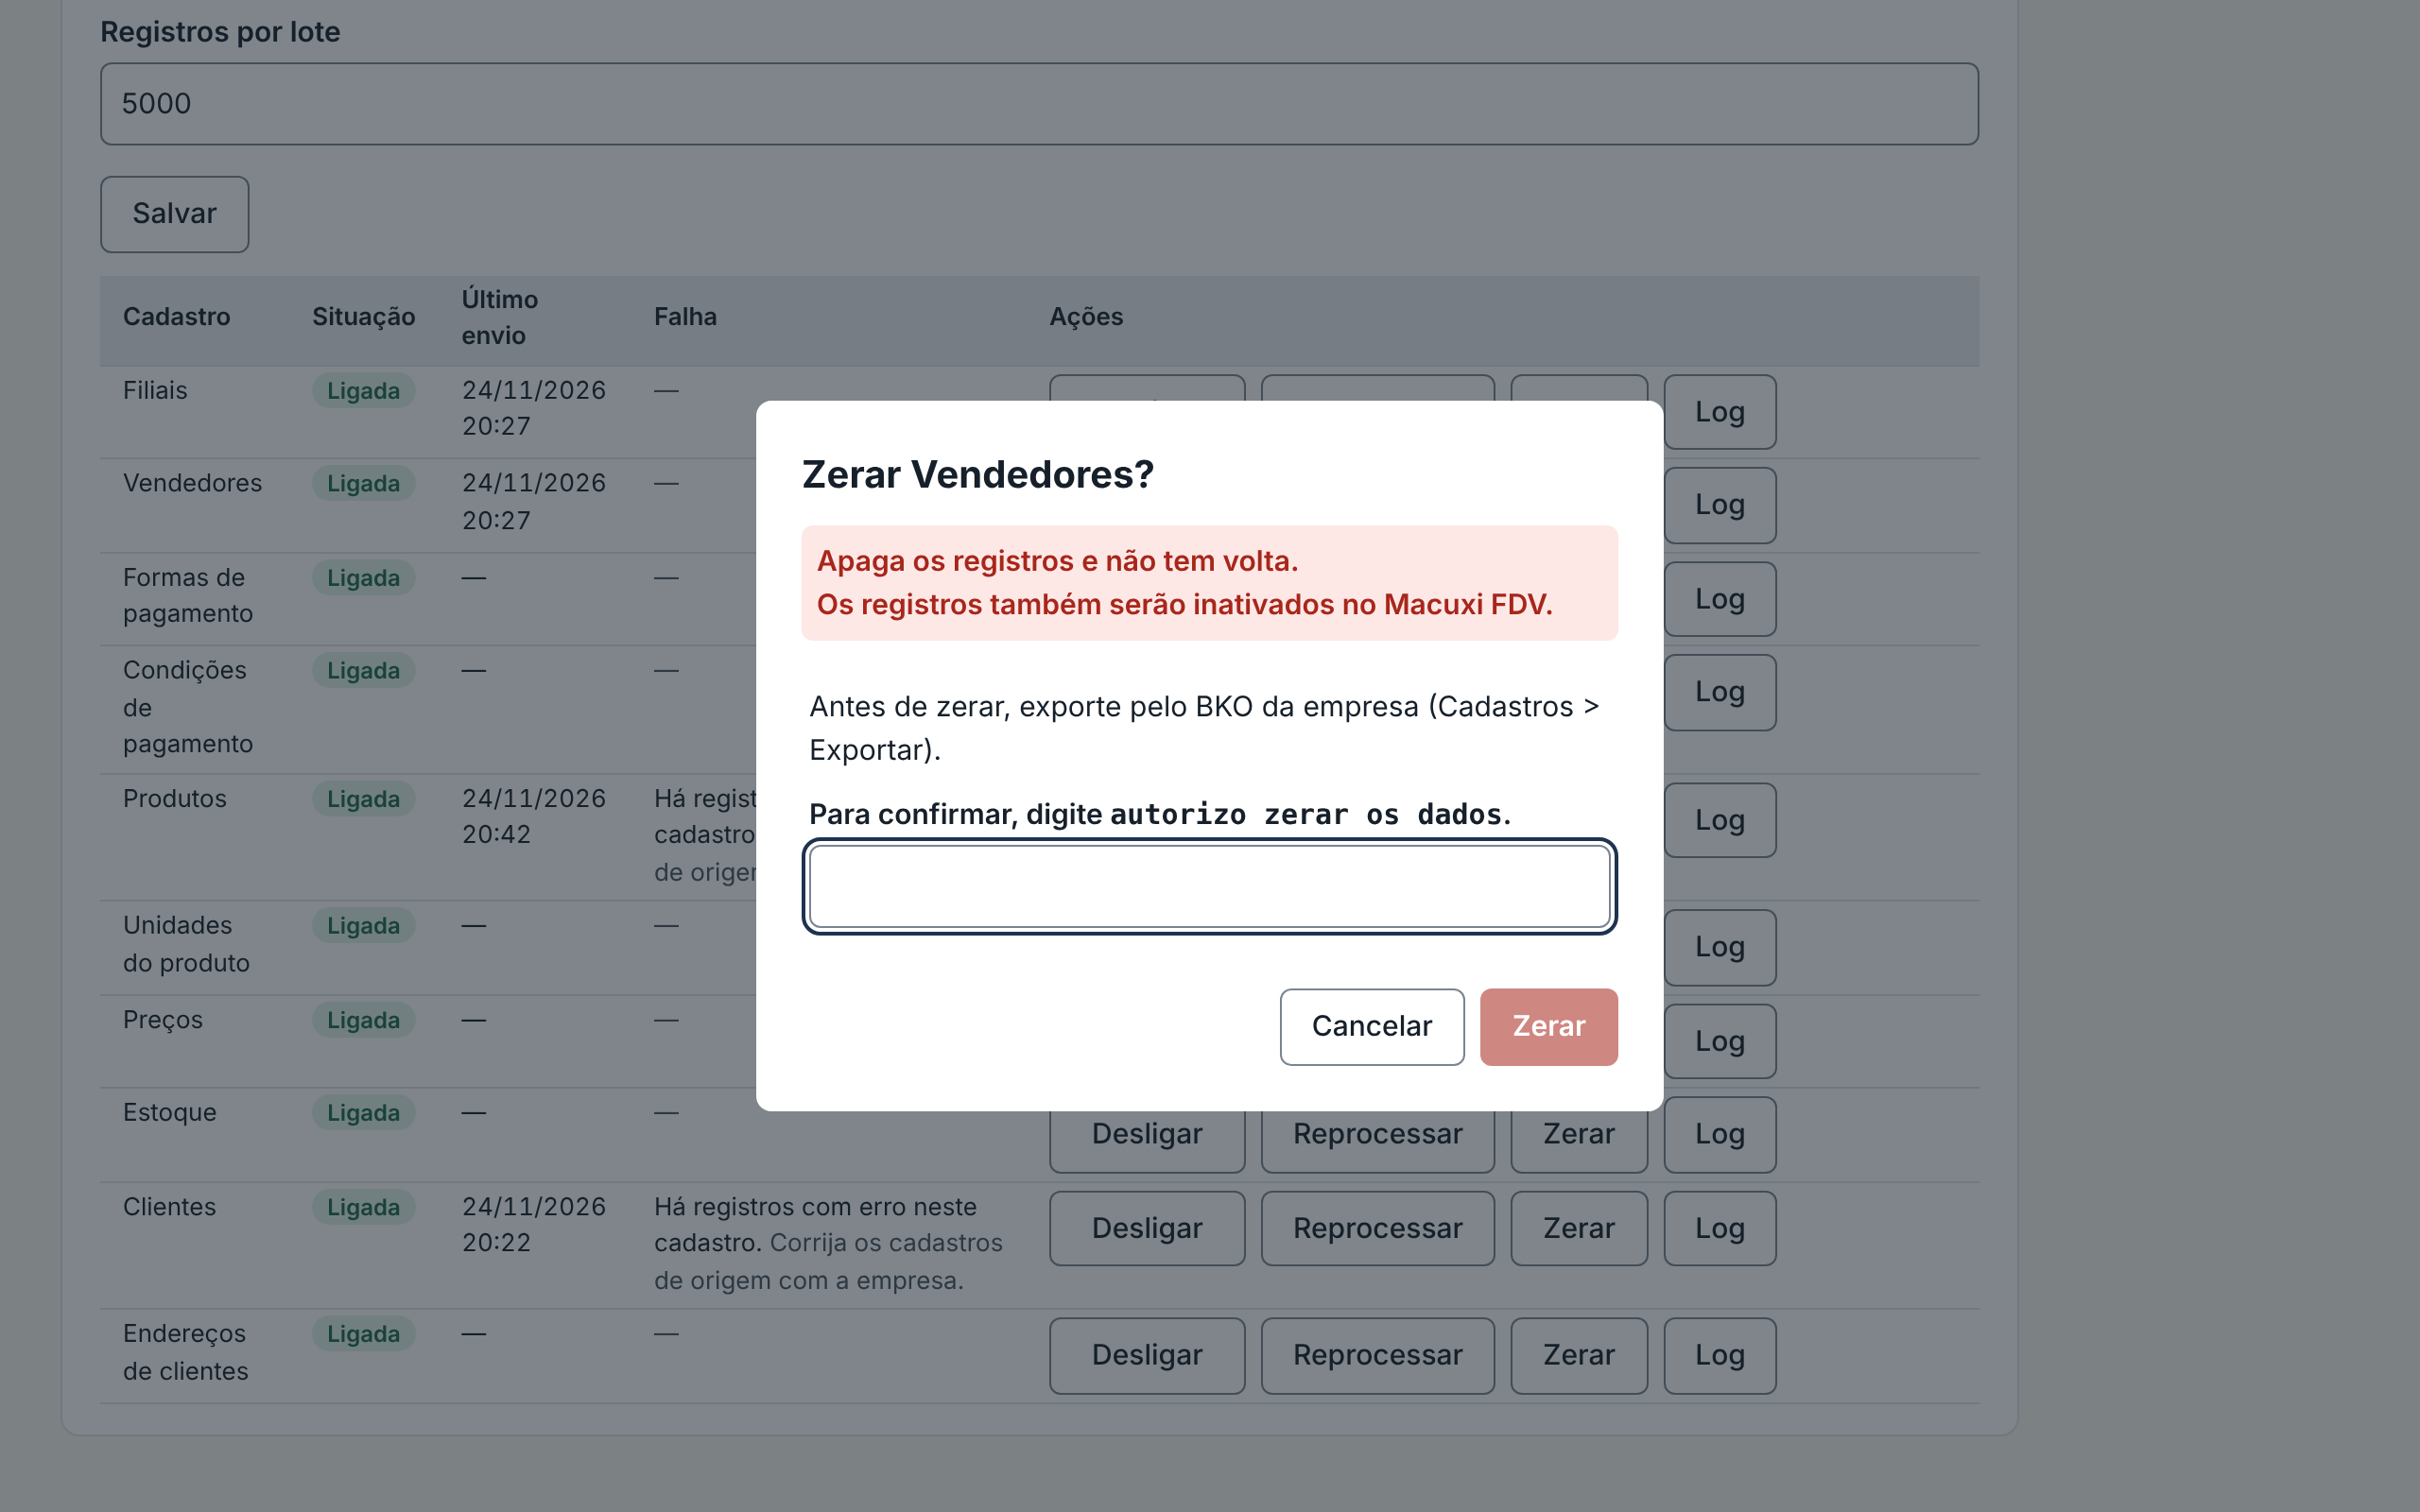 Registros por lote
5000
Salvar
Cadastro Situação Último envio Falha Ações
Filiais Ligada 24/11/2026 20:27 — Log
Vendedores Ligada 24/11/2026 20:27 — Log
Formas de pagamento Ligada — — Log
Condições de pagamento Ligada — — Log
Produtos Ligada 24/11/2026 20:42 Há cadastro de Log
Unidades do produto Ligada — — Log
Preços Ligada — — Log
Estoque Ligada — — Desligar Reprocessar Zerar Log
Clientes Ligada 24/11/2026 20:22 Há registros com erro neste cadastro. Corrija os cadastros de origem com a empresa. Desligar Reprocessar Zerar Log
Endereços de clientes Ligada — — Desligar Reprocessar Zerar Log
Zerar Vendedores?
Apaga os registros e não tem volta.
Os registros também serão inativados no Macuxi FDV.
Antes de zerar, exporte pelo BKO da empresa (Cadastros >
Exportar).
Para confirmar, digite autorizo zerar os dados.
Cancelar Zerar